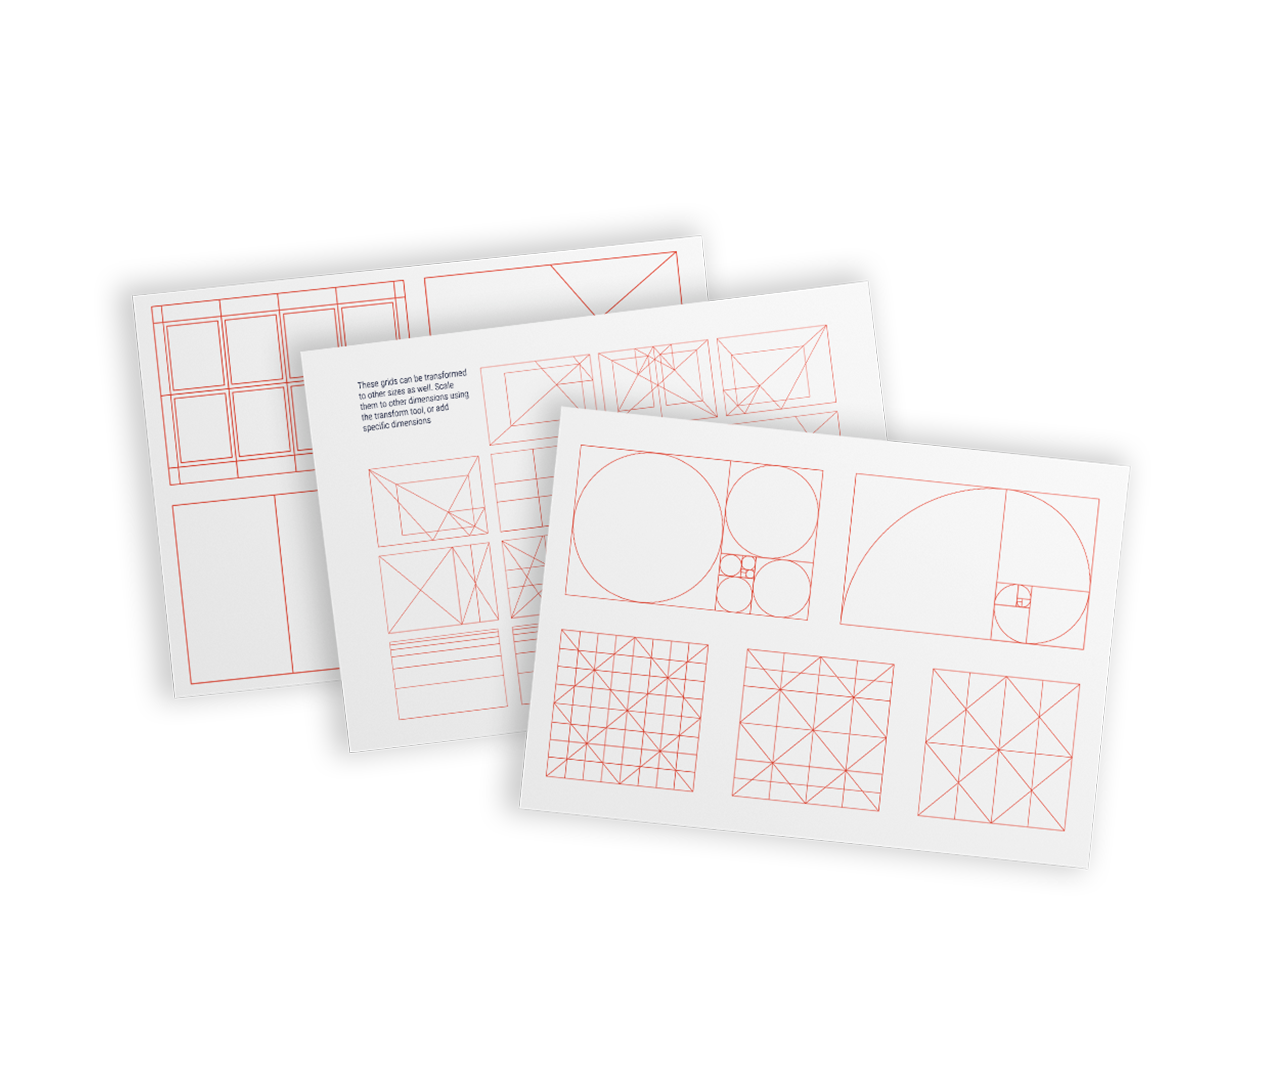 These grids can be transformed
to other sizes as well. Scale
them to other dimensions using
the transform tool, or add
specific dimensions